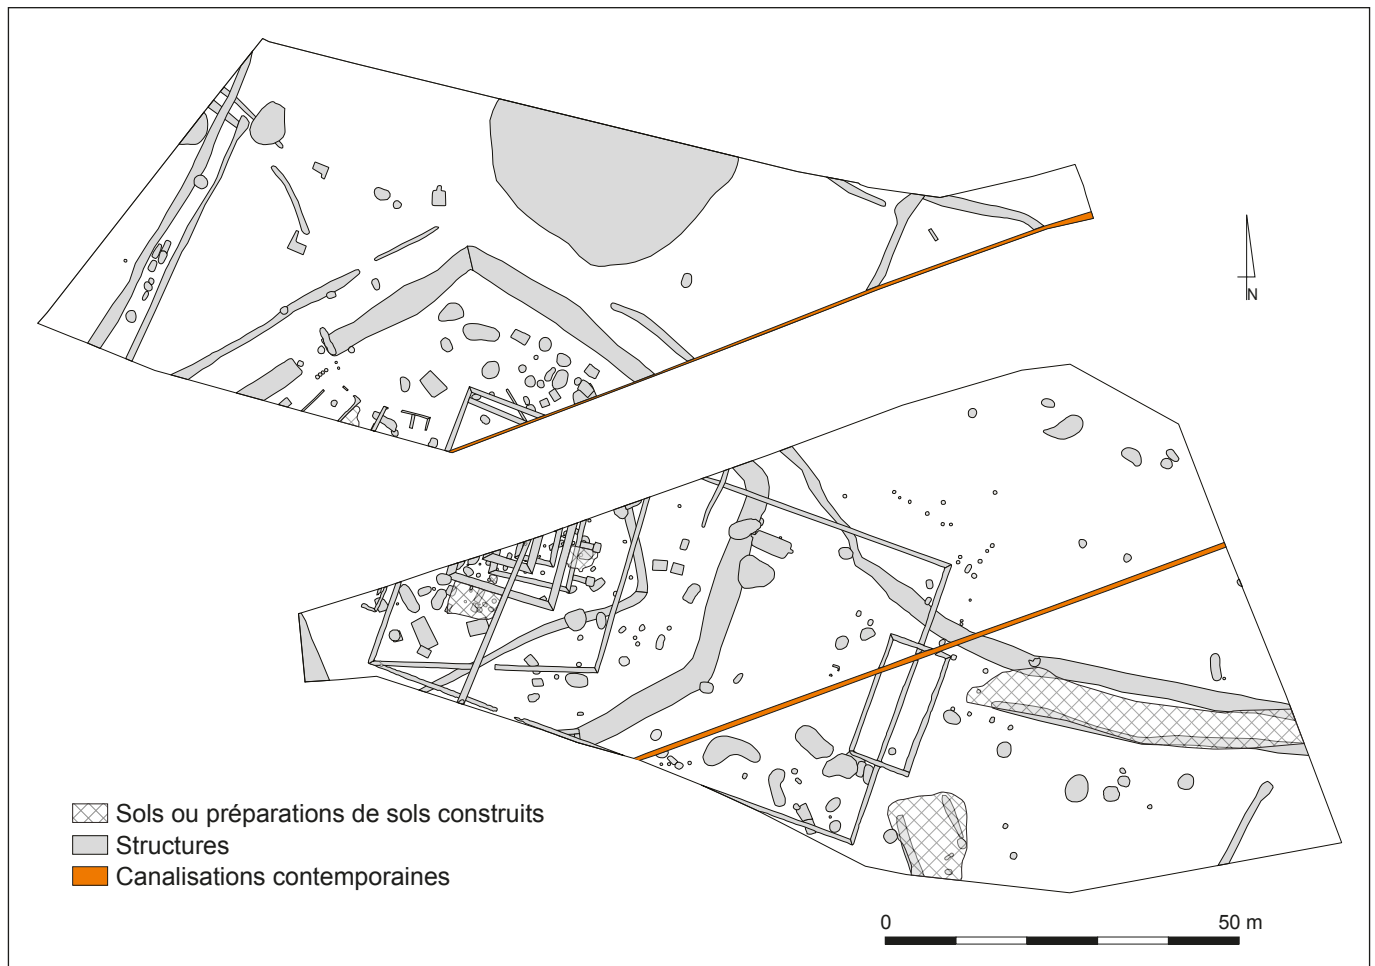 N
Sols ou préparations de sols construits
Structures
Canalisations contemporaines
0 50 m